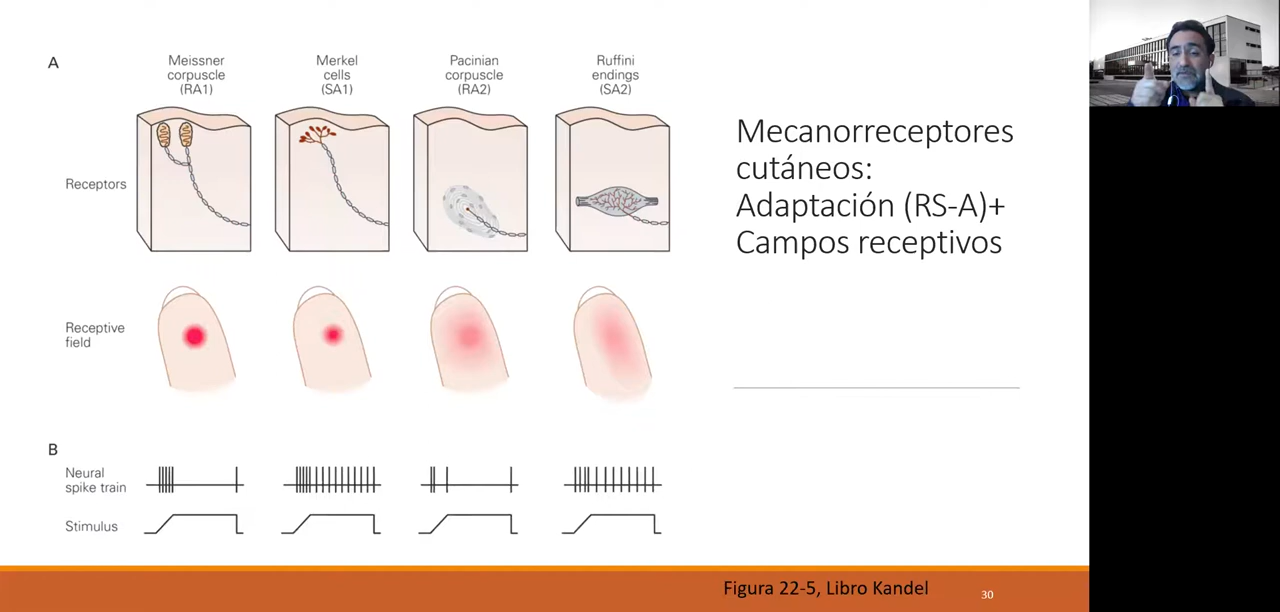 A
Meissner
corpuscle
(RA1)
Merkel
cells
(SA1)
Pacinian
corpuscle
(RA2)
Ruffini
endings
(SA2)
Receptors
Receptive
field
B
Neural
spike train
Stimulus
Mecanorreceptores
cutáneos:
Adaptación (RS-A)+
Campos receptivos
Figura 22-5, Libro Kandel
30